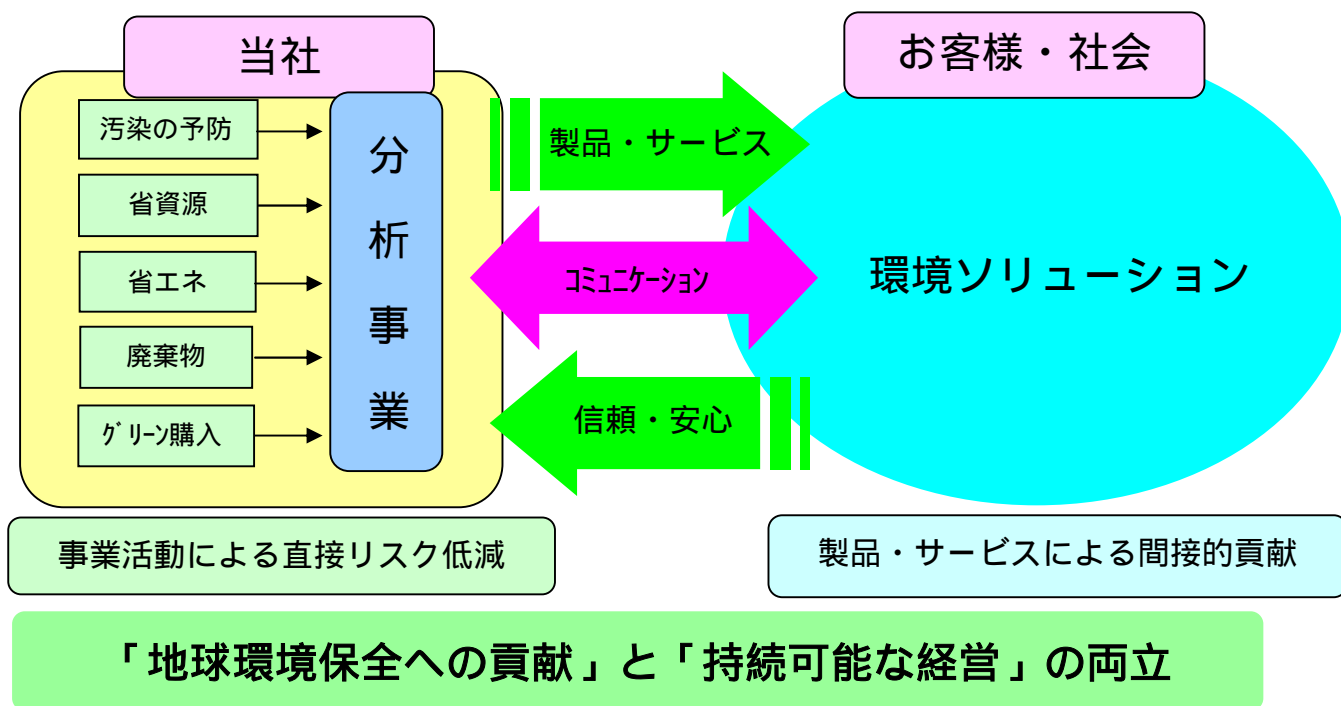 当社
お客様・社会
汚染の予防
省資源
省エネ
廃棄物
ｸﾞﾘｰﾝ購入
分析事業
製品・サービス
ｺﾐｭﾆｹｰｼｮﾝ
信頼・安心
環境ソリューション
事業活動による直接リスク低減
製品・サービスによる間接的貢献
「地球環境保全への貢献」と「持続可能な経営」の両立